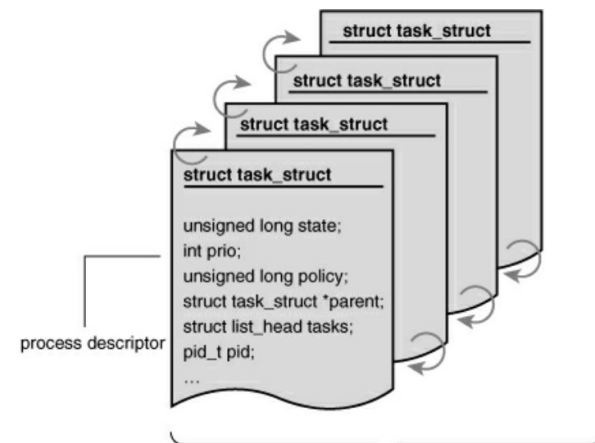 struct task_struct
struct task_struct
struct task_struct
struct task_struct
unsigned long state;
int prio;
unsigned long policy;
struct task_struct *parent;
struct list_head tasks;
process descriptor
pid_t pid;
...